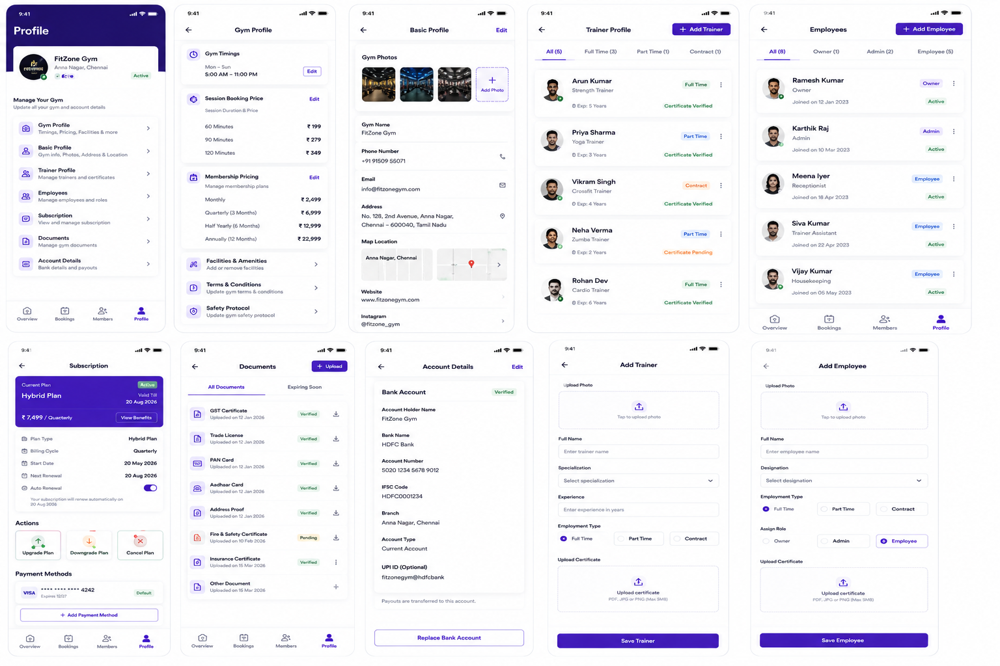 9:41
Profile
FitZone Gym
Anna Nagar, Chennai
Active
Manage Your Gym
Update all your gym and account details
Gym Profile
Timings, Pricing, Facilities & more
Basic Profile
Gym info, Photos, Address & Location
Trainer Profile
Manage trainers and certificates
Employees
Manage employees and roles
Subscription
View and manage subscription
Documents
Manage gym documents
Account Details
Bank details and payouts
Overview Bookings Members Profile
9:41
Gym Profile
Gym Timings
Mon – Sun
5:00 AM – 11:00 PM
Edit
Session Booking Price Edit
Session Duration & Price
60 Minutes ₹ 199
90 Minutes ₹ 279
120 Minutes ₹ 349
Membership Pricing Edit
Manage membership plans
Monthly ₹ 2,499
Quarterly (3 Months) ₹ 6,999
Half Yearly (6 Months) ₹ 12,999
Annually (12 Months) ₹ 22,999
Facilities & Amenities
Add or remove facilities
Terms & Conditions
Update gym terms & conditions
Safety Protocol
Update gym safety protocol
9:41
Basic Profile Edit
Gym Photos
Add Photo
Gym Name
FitZone Gym
Phone Number
+91 91509 55071
Email
info@fitzonegym.com
Address
No. 128, 2nd Avenue, Anna Nagar,
Chennai – 600040, Tamil Nadu
Map Location
Anna Nagar, Chennai
Website
www.fitzonegym.com
Instagram
@fitzone_gym
9:41
Trainer Profile + Add Trainer
All (5) Full Time (3) Part Time (1) Contract (1)
Arun Kumar Full Time
Strength Trainer
Exp: 5 Years Certificate Verified
Priya Sharma Part Time
Yoga Trainer
Exp: 3 Years Certificate Verified
Vikram Singh Contract
Crossfit Trainer
Exp: 4 Years Certificate Verified
Neha Verma Part Time
Zumba Trainer
Exp: 2 Years Certificate Pending
Rohan Dev Full Time
Cardio Trainer
Exp: 6 Years Certificate Verified
9:41
Employees + Add Employee
All (8) Owner (1) Admin (2) Employee (5)
Ramesh Kumar Owner
Owner
Joined on 12 Jan 2023 Active
Karthik Raj Admin
Admin
Joined on 10 Mar 2023 Active
Meena Iyer Employee
Receptionist
Joined on 18 Apr 2023 Active
Siva Kumar Employee
Trainer Assistant
Joined on 22 Apr 2023 Active
Vijay Kumar Employee
Housekeeping
Joined on 05 May 2023 Active
Overview Bookings Members Profile
9:41
Subscription
Current Plan Active
Hybrid Plan Valid Till
20 Aug 2026
₹ 7,499 / Quarterly View Benefits
Plan Type Hybrid Plan
Billing Cycle Quarterly
Start Date 20 May 2026
Next Renewal 20 Aug 2026
Auto Renewal
Your subscription will renew automatically on
20 Aug
Actions
Upgrade Plan Downgrade Plan Cancel Plan
Payment Methods
VISA **** **** **** 4242 Default
Expires 12/27
+ Add Payment Method
Overview Bookings Members Profile
9:41
Documents + Upload
All Documents Expiring Soon
GST Certificate Verified
Uploaded on 12 Jan 2026
Trade License Verified
Uploaded on 12 Jan 2026
PAN Card Verified
Uploaded on 12 Jan 2026
Aadhaar Card Verified
Uploaded on 12 Jan 2026
Address Proof Verified
Uploaded on 12 Jan 2026
Fire & Safety Certificate Pending
Uploaded on 10 Feb 2026
Insurance Certificate Verified
Uploaded on 15 Mar 2026
Other Document
Uploaded on 15 Mar 2026
Overview Bookings Members Profile
9:41
Account Details Edit
Bank Account Verified
Account Holder Name
FitZone Gym
Bank Name
HDFC Bank
Account Number
5020 1234 5678 9012
IFSC Code
HDFC0001234
Branch
Anna Nagar, Chennai
Account Type
Current Account
UPI ID (Optional)
fitzonegym@hdfcbank
Payouts are transferred to this account.
Replace Bank Account
9:41
Add Trainer
Upload Photo
Tap to upload photo
Full Name
Enter trainer name
Specialization
Select specialization
Experience
Enter experience in years
Employment Type
Full Time Part Time Contract
Upload Certificate
Upload certificate
PDF, JPG or PNG (Max 5MB)
Save Trainer
9:41
Add Employee
Upload Photo
Tap to upload photo
Full Name
Enter employee name
Designation
Select designation
Employment Type
Full Time Part Time Contract
Assign Role
Owner Admin Employee
Upload Certificate
Upload certificate
PDF, JPG or PNG (Max 5MB)
Save Employee